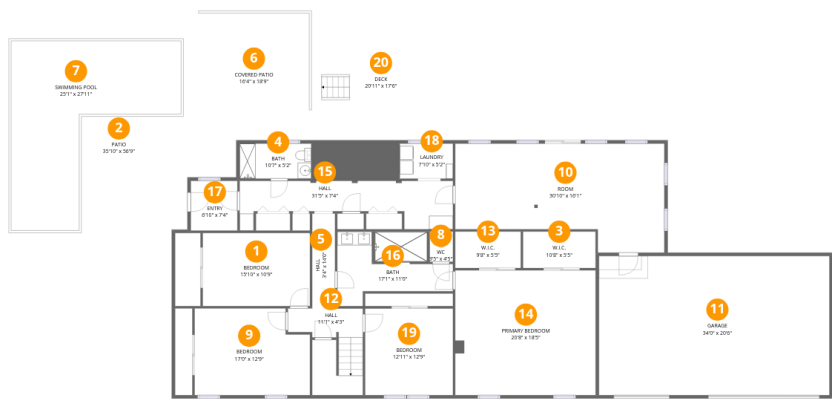 7
SWIMMING POOL
25'1" x 27'11"
6
COVERED PATIO
16'4" x 18'9"
20
DECK
20'11" x 17'6"
2
PATIO
35'10" x 56'9"
4
BATH
10'7" x 5'2"
18
LAUNDRY
7'10" x 5'2"
15
HALL
31'5" x 7'4"
10
ROOM
30'10" x 16'1"
17
ENTRY
6'10" x 7'4"
1
BEDROOM
15'10" x 10'9"
5
HALL
8
WC
13
W.I.C.
9'8" x 5'5"
3
W.I.C.
10'8" x 5'5"
16
BATH
17'1" x 11'0"
12
HALL
11'1" x 4'3"
9
BEDROOM
17'0" x 12'9"
19
BEDROOM
12'11" x 12'9"
14
PRIMARY BEDROOM
20'8" x 18'5"
11
GARAGE
34'0" x 20'6"